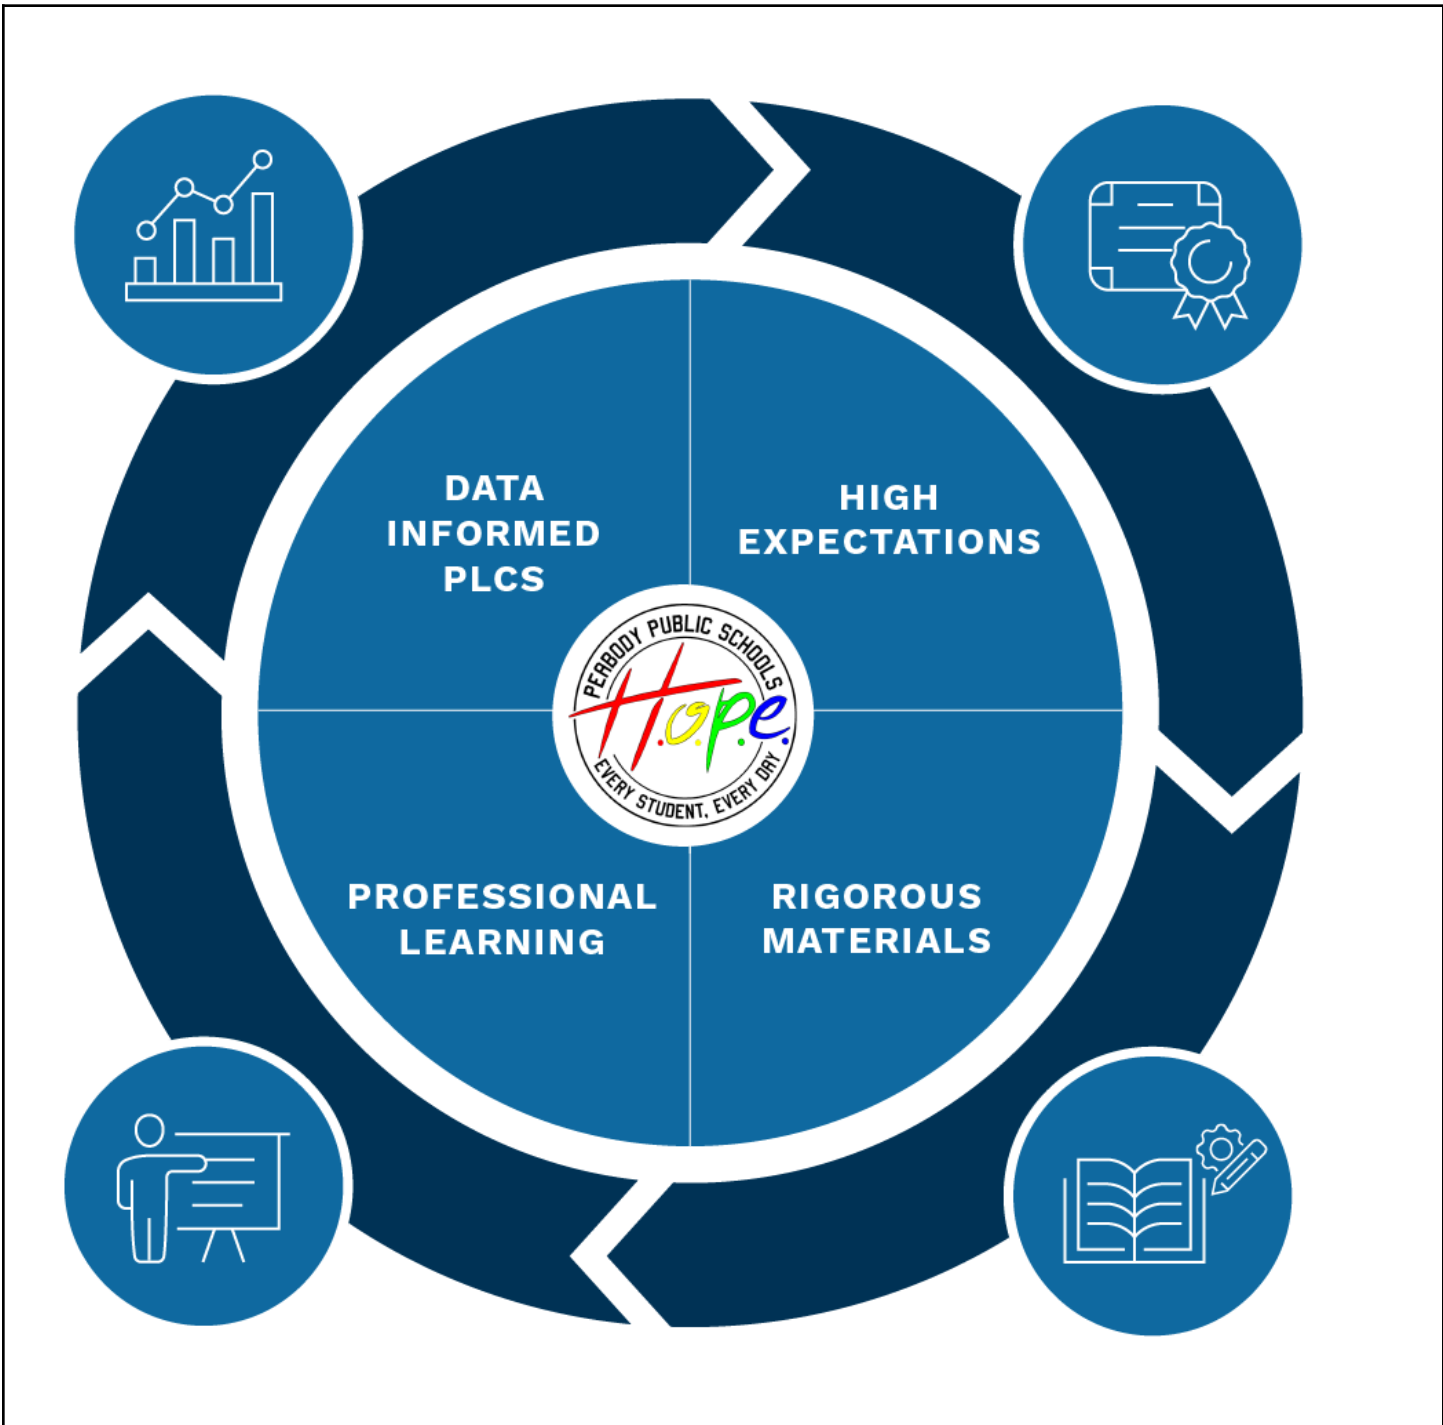 DATA
INFORMED
PLCS
HIGH
EXPECTATIONS
PEABODY PUBLIC SCHOOLS
H.o.p.e.
EVERY STUDENT, EVERY DAY
PROFESSIONAL
LEARNING
RIGOROUS
MATERIALS